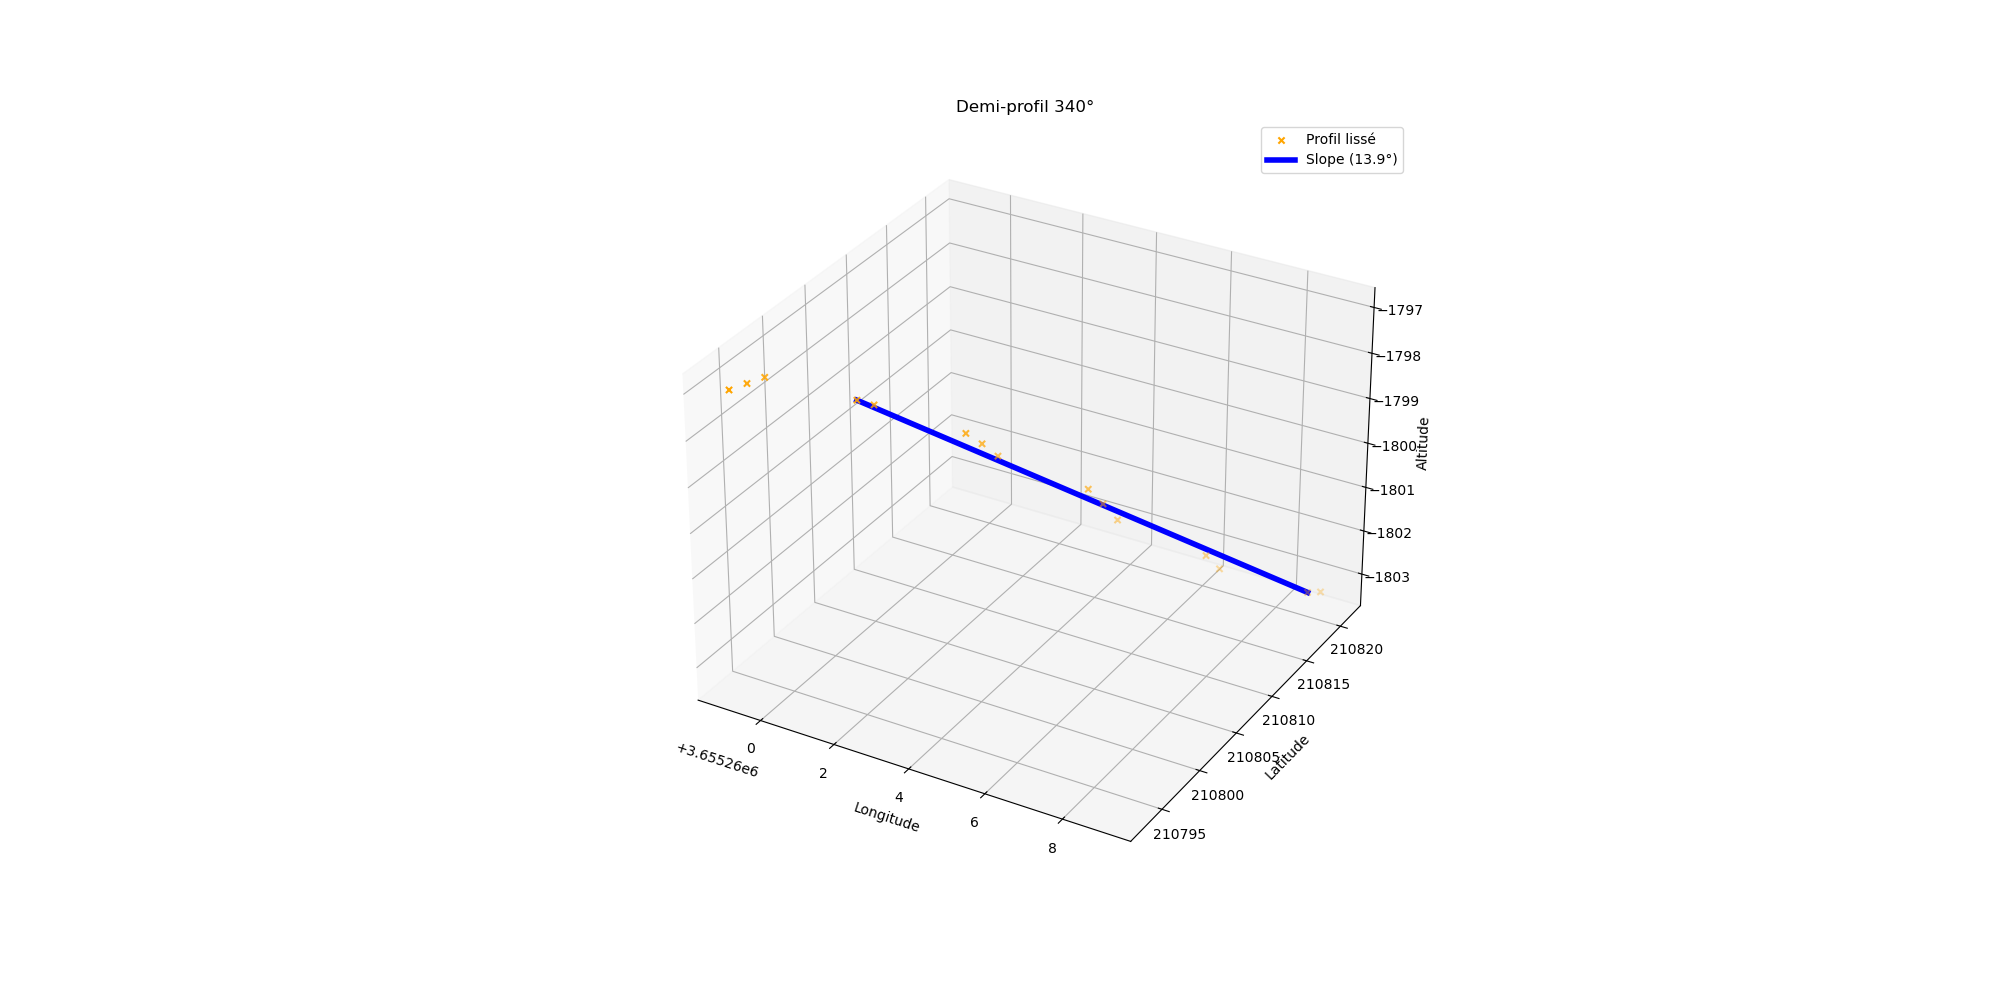 Demi-profil 340°
Profil lissé
Slope (13.9°)
−1797
−1798
−1799
−1800
−1801
−1802
−1803
Altitude
210820
210815
210810
210805
210800
210795
Latitude
0
2
4
6
8
+3.65526e6
Longitude